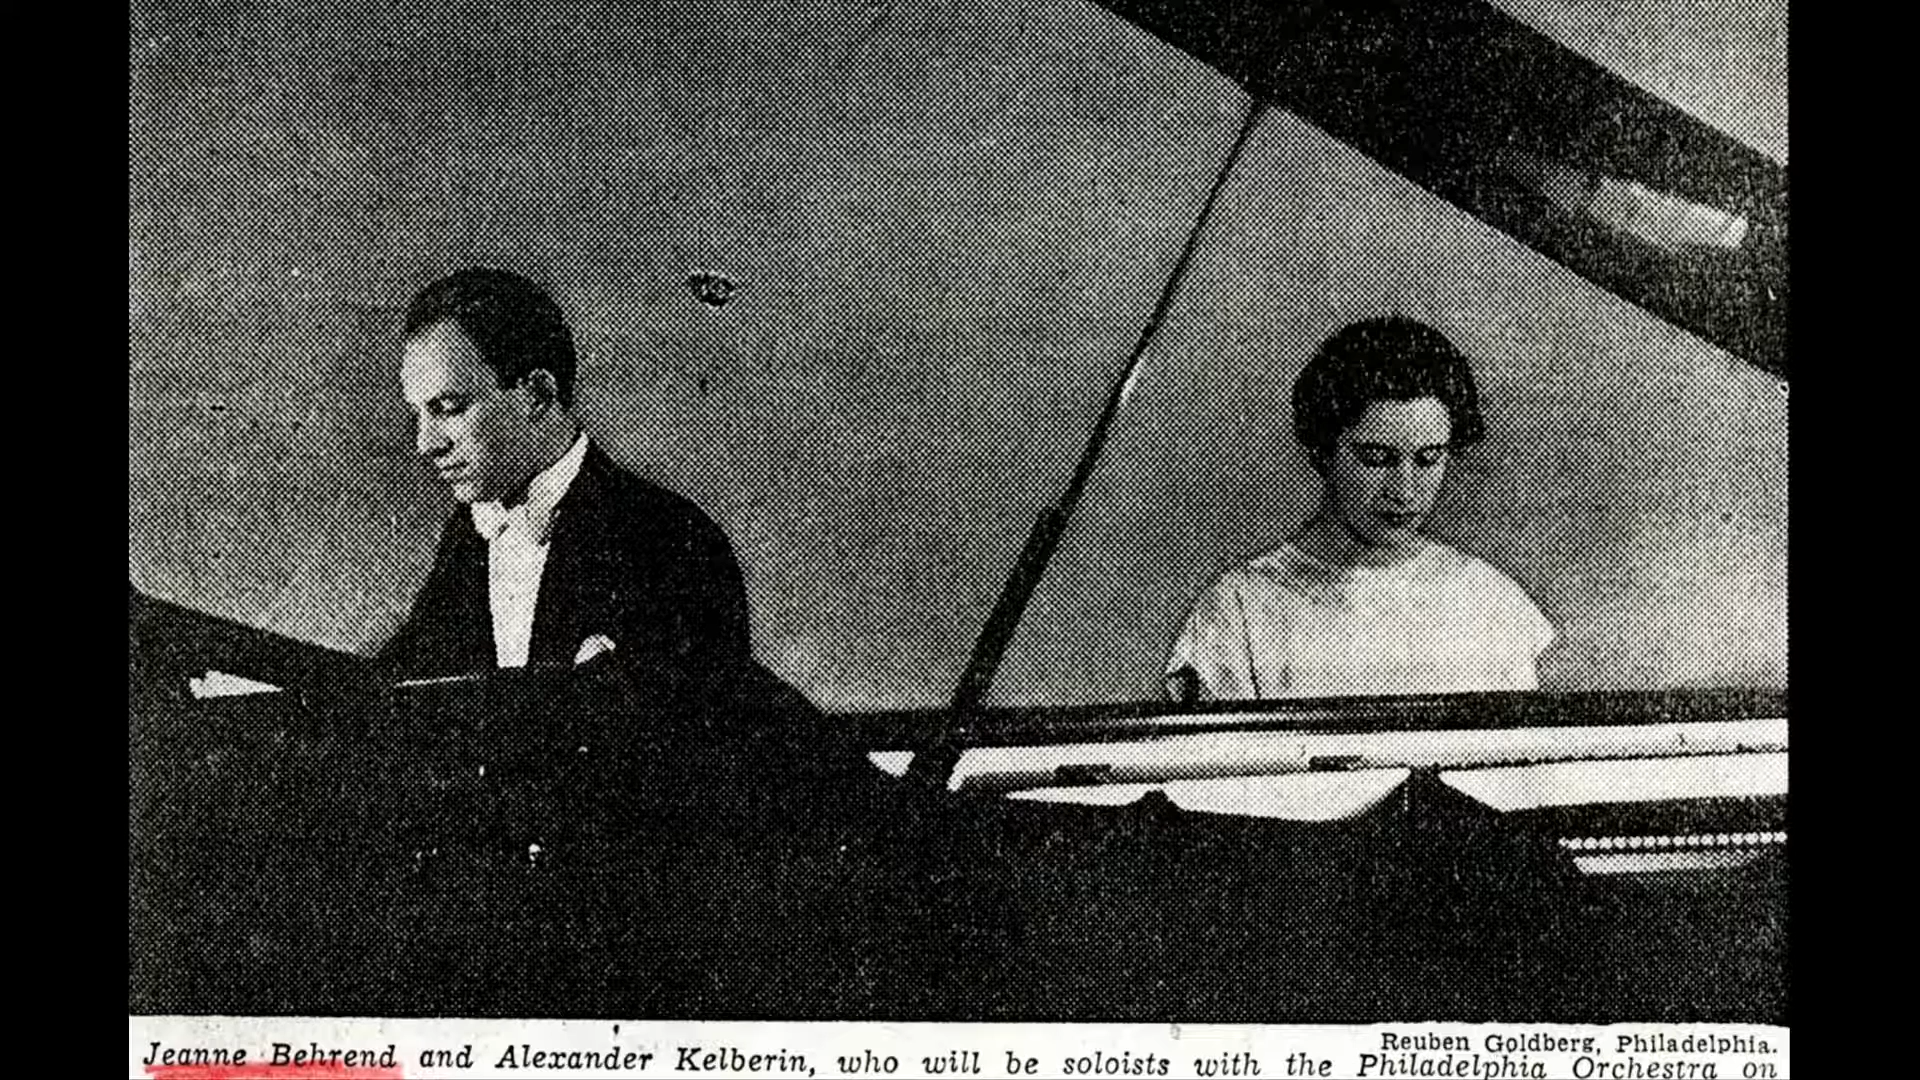 Reuben Goldberg, Philadelphia.
Jeanne Behrend and Alexander Kelberin, who will be soloists with the Philadelphia Orchestra on